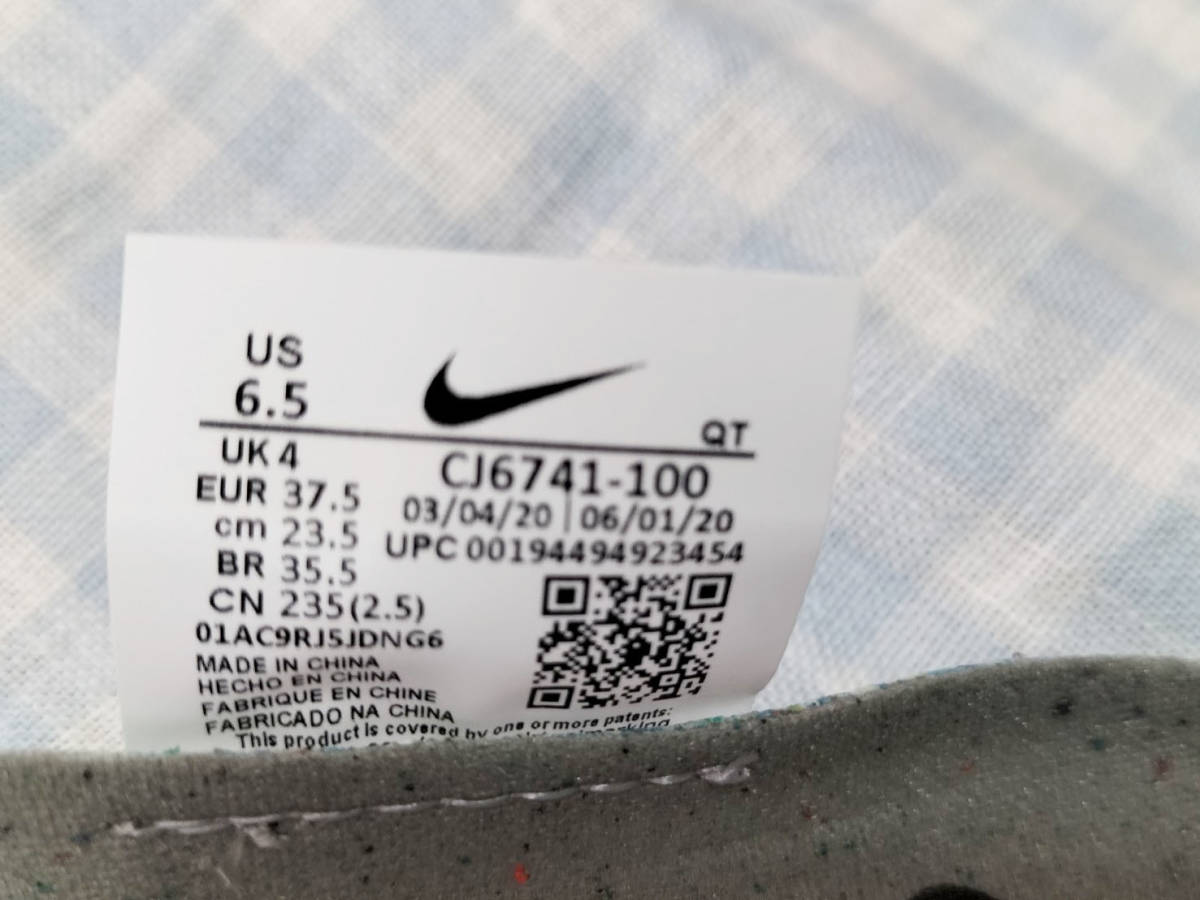 US
6.5
QT
UK 4
CJ6741-100
EUR 37.5
03/04/20 | 06/01/20
cm 23.5
UPC 00194494923454
BR 35.5
CN 235(2.5)
01AC9RJ5JDNG6
MADE IN CHINA
HECHO EN CHINA
FABRIQUE EN CHINE
FABRICADO NA CHINA
This product is covered by one or more patents: